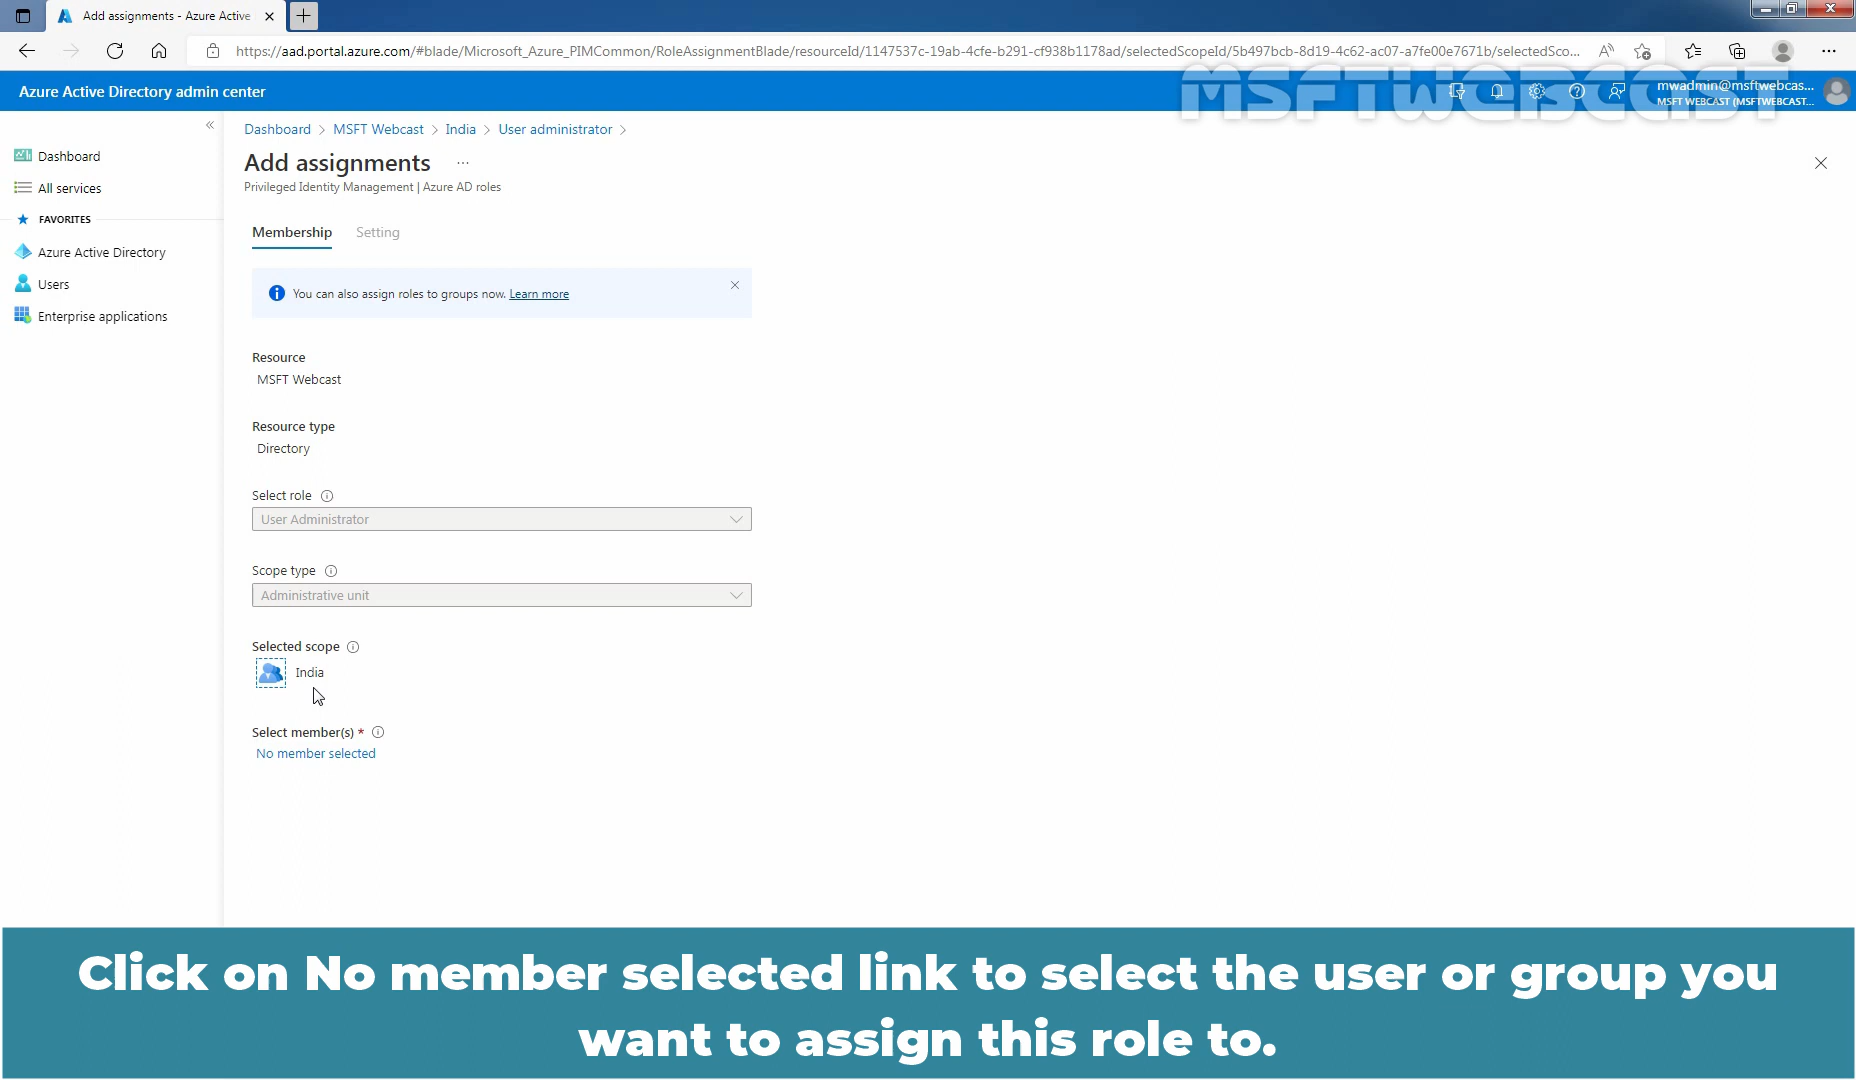 Add assignments - Azure Active
https://aad.portal.azure.com/#blade/Microsoft_Azure_PIMCommon/RoleAssignmentBlade/resourceId/1147537c-19ab-4cfe-b291-cf938b1178ad/selectedScopeId/5b497bcb-8d19-4c62-ac07-a7fe00e7671b/selectedSco...
MSFTWEBCAST
Azure Active Directory admin center
mwadmin@msftwebcas...
MSFT WEBCAST (MSFTWEBCAST...
Dashboard > MSFT Webcast > India > User administrator >
Add assignments ...
Privileged Identity Management | Azure AD roles
Dashboard
All services
FAVORITES
Azure Active Directory
Users
Enterprise applications
Membership Setting
You can also assign roles to groups now. Learn more
Resource
MSFT Webcast
Resource type
Directory
Select role
User Administrator
Scope type
Administrative unit
Selected scope
India
Select member(s) *
No member selected
Click on No member selected link to select the user or group you
want to assign this role to.